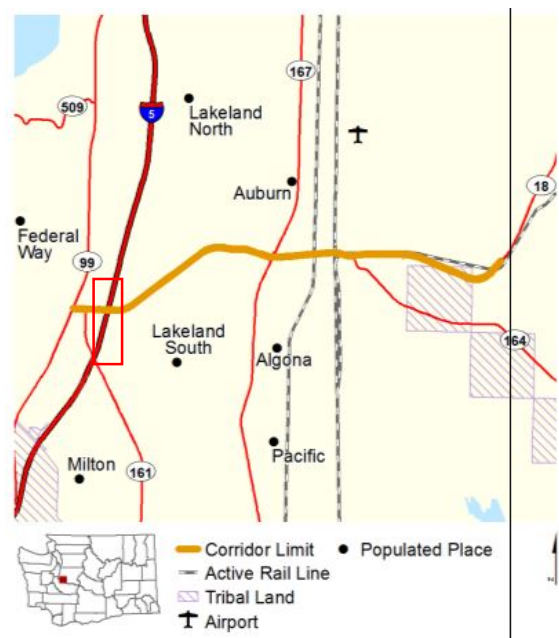 167
509
5
Lakeland
North
18
Auburn
Federal
Way
99
Lakeland
South
Algona
164
Pacific
Milton
161
Corridor Limit
Populated Place
Active Rail Line
Tribal Land
Airport
N